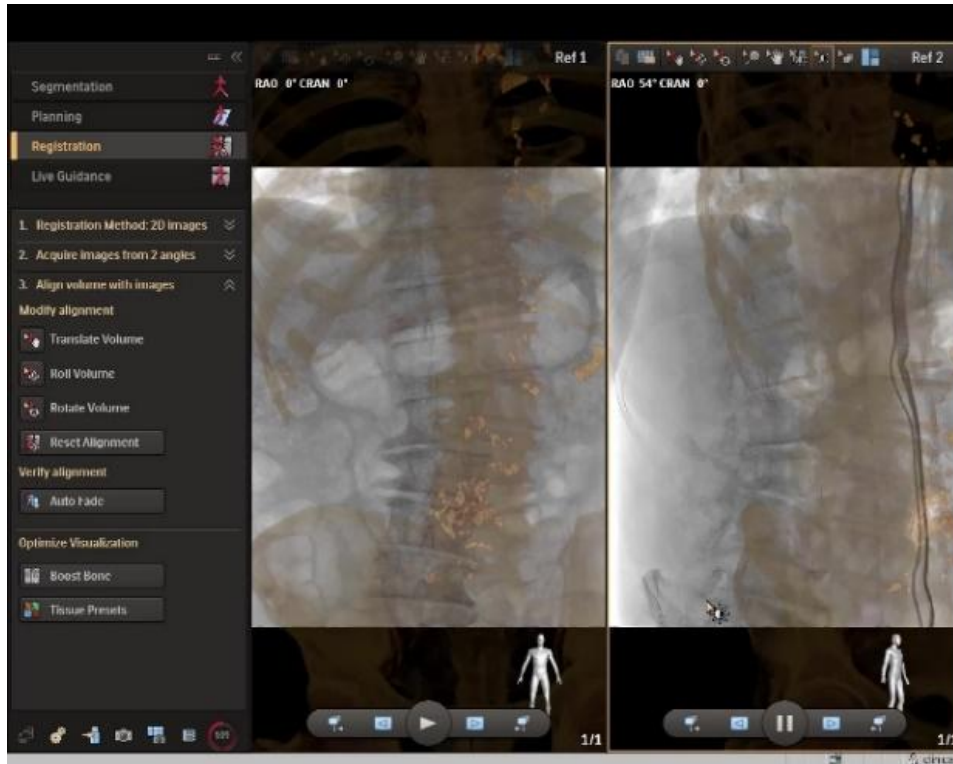 Ref 1
Ref 2
RAO 0° CRAN 0°
RAO 54° CRAN 0°
Segmentation
Planning
Registration
Live Guidance
1. Registration Method: 2D images
2. Acquire images from 2 angles
3. Align volume with images
Modify alignment
Translate Volume
Roll Volume
Rotate Volume
Reset Alignment
Verify alignment
Auto Fade
Optimize Visualization
Boost Bone
Tissue Presets
1/1